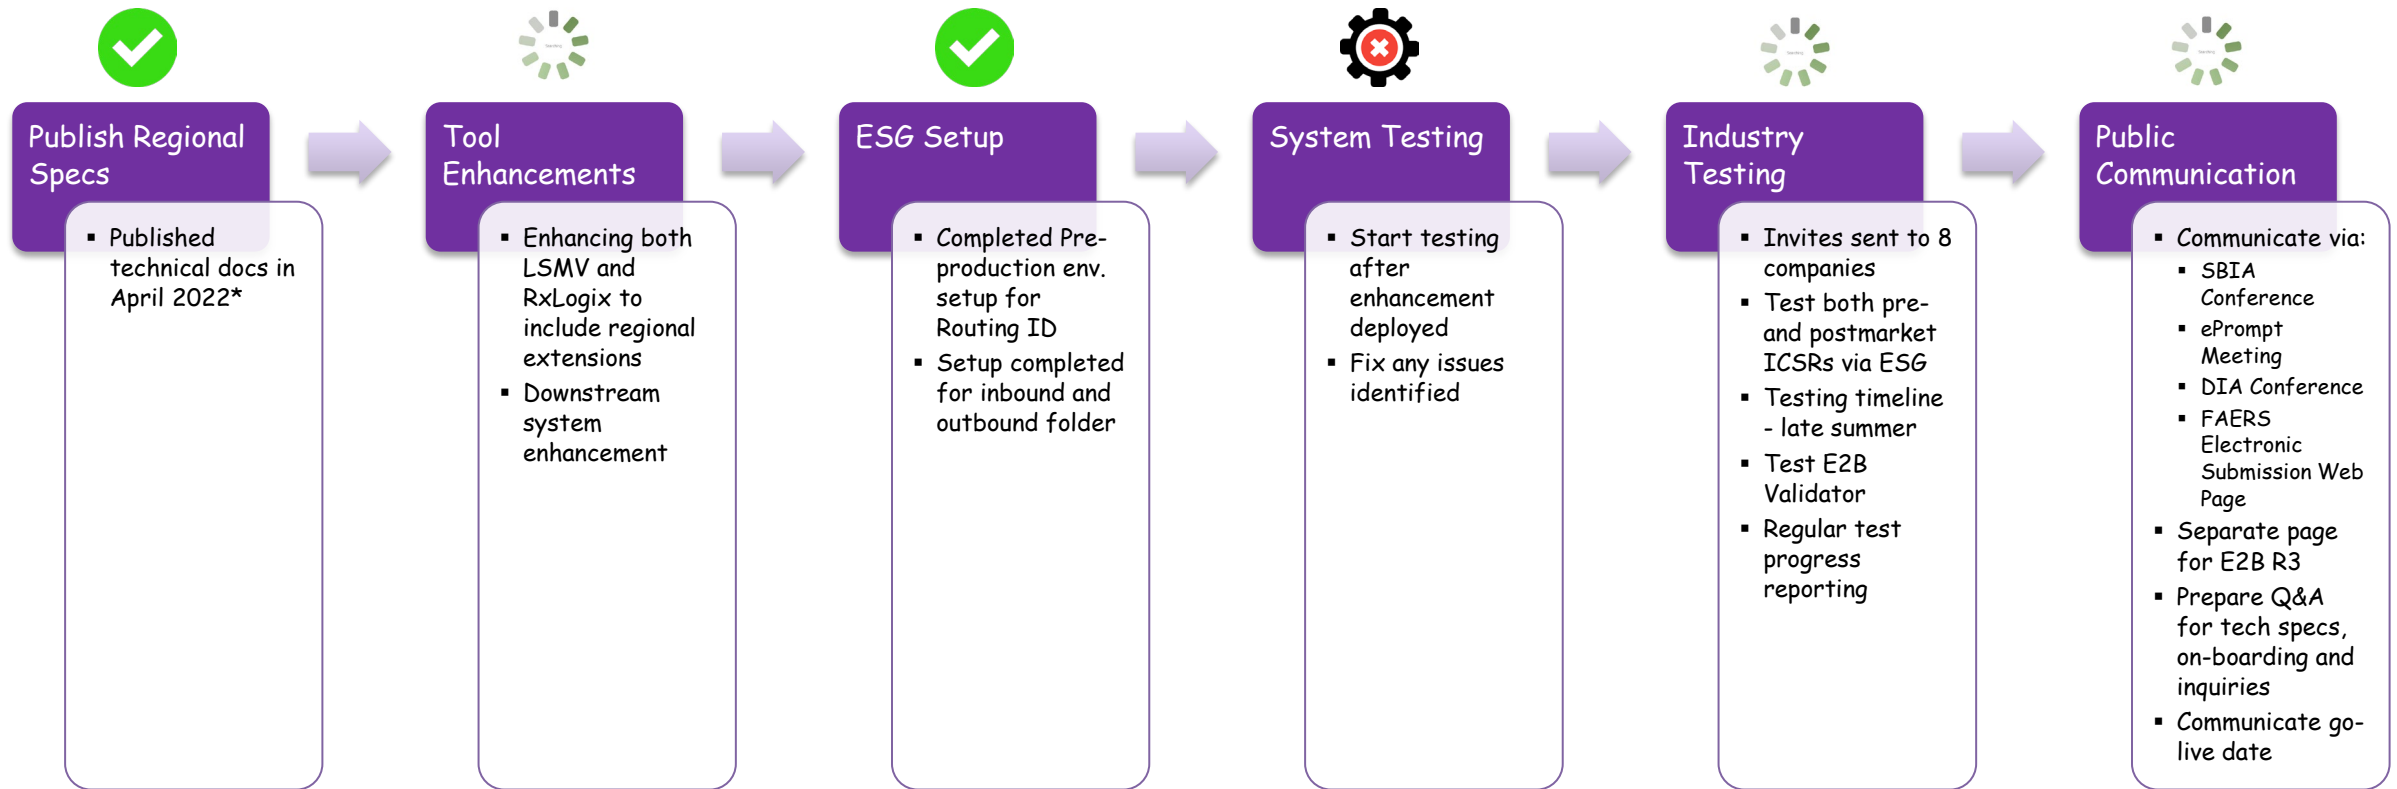 Publish Regional
Specs
▪ Published
technical docs in
April 2022*
Tool
Enhancements
▪ Enhancing both
LSMV and
RxLogix to
include regional
extensions
▪ Downstream
system
enhancement
ESG Setup
▪ Completed Pre-
production env.
setup for
Routing ID
▪ Setup completed
for inbound and
outbound folder
System Testing
▪ Start testing
after
enhancement
deployed
▪ Fix any issues
identified
Industry
Testing
▪ Invites sent to 8
companies
▪ Test both pre-
and postmarket
ICSRs via ESG
▪ Testing timeline
- late summer
▪ Test E2B
Validator
▪ Regular test
progress
reporting
Public
Communication
▪ Communicate via:
▪ SBIA
Conference
▪ ePrompt
Meeting
▪ DIA Conference
▪ FAERS
Electronic
Submission Web
Page
▪ Separate page
for E2B R3
▪ Prepare Q&A
for tech specs,
on-boarding and
inquiries
▪ Communicate go-
live date